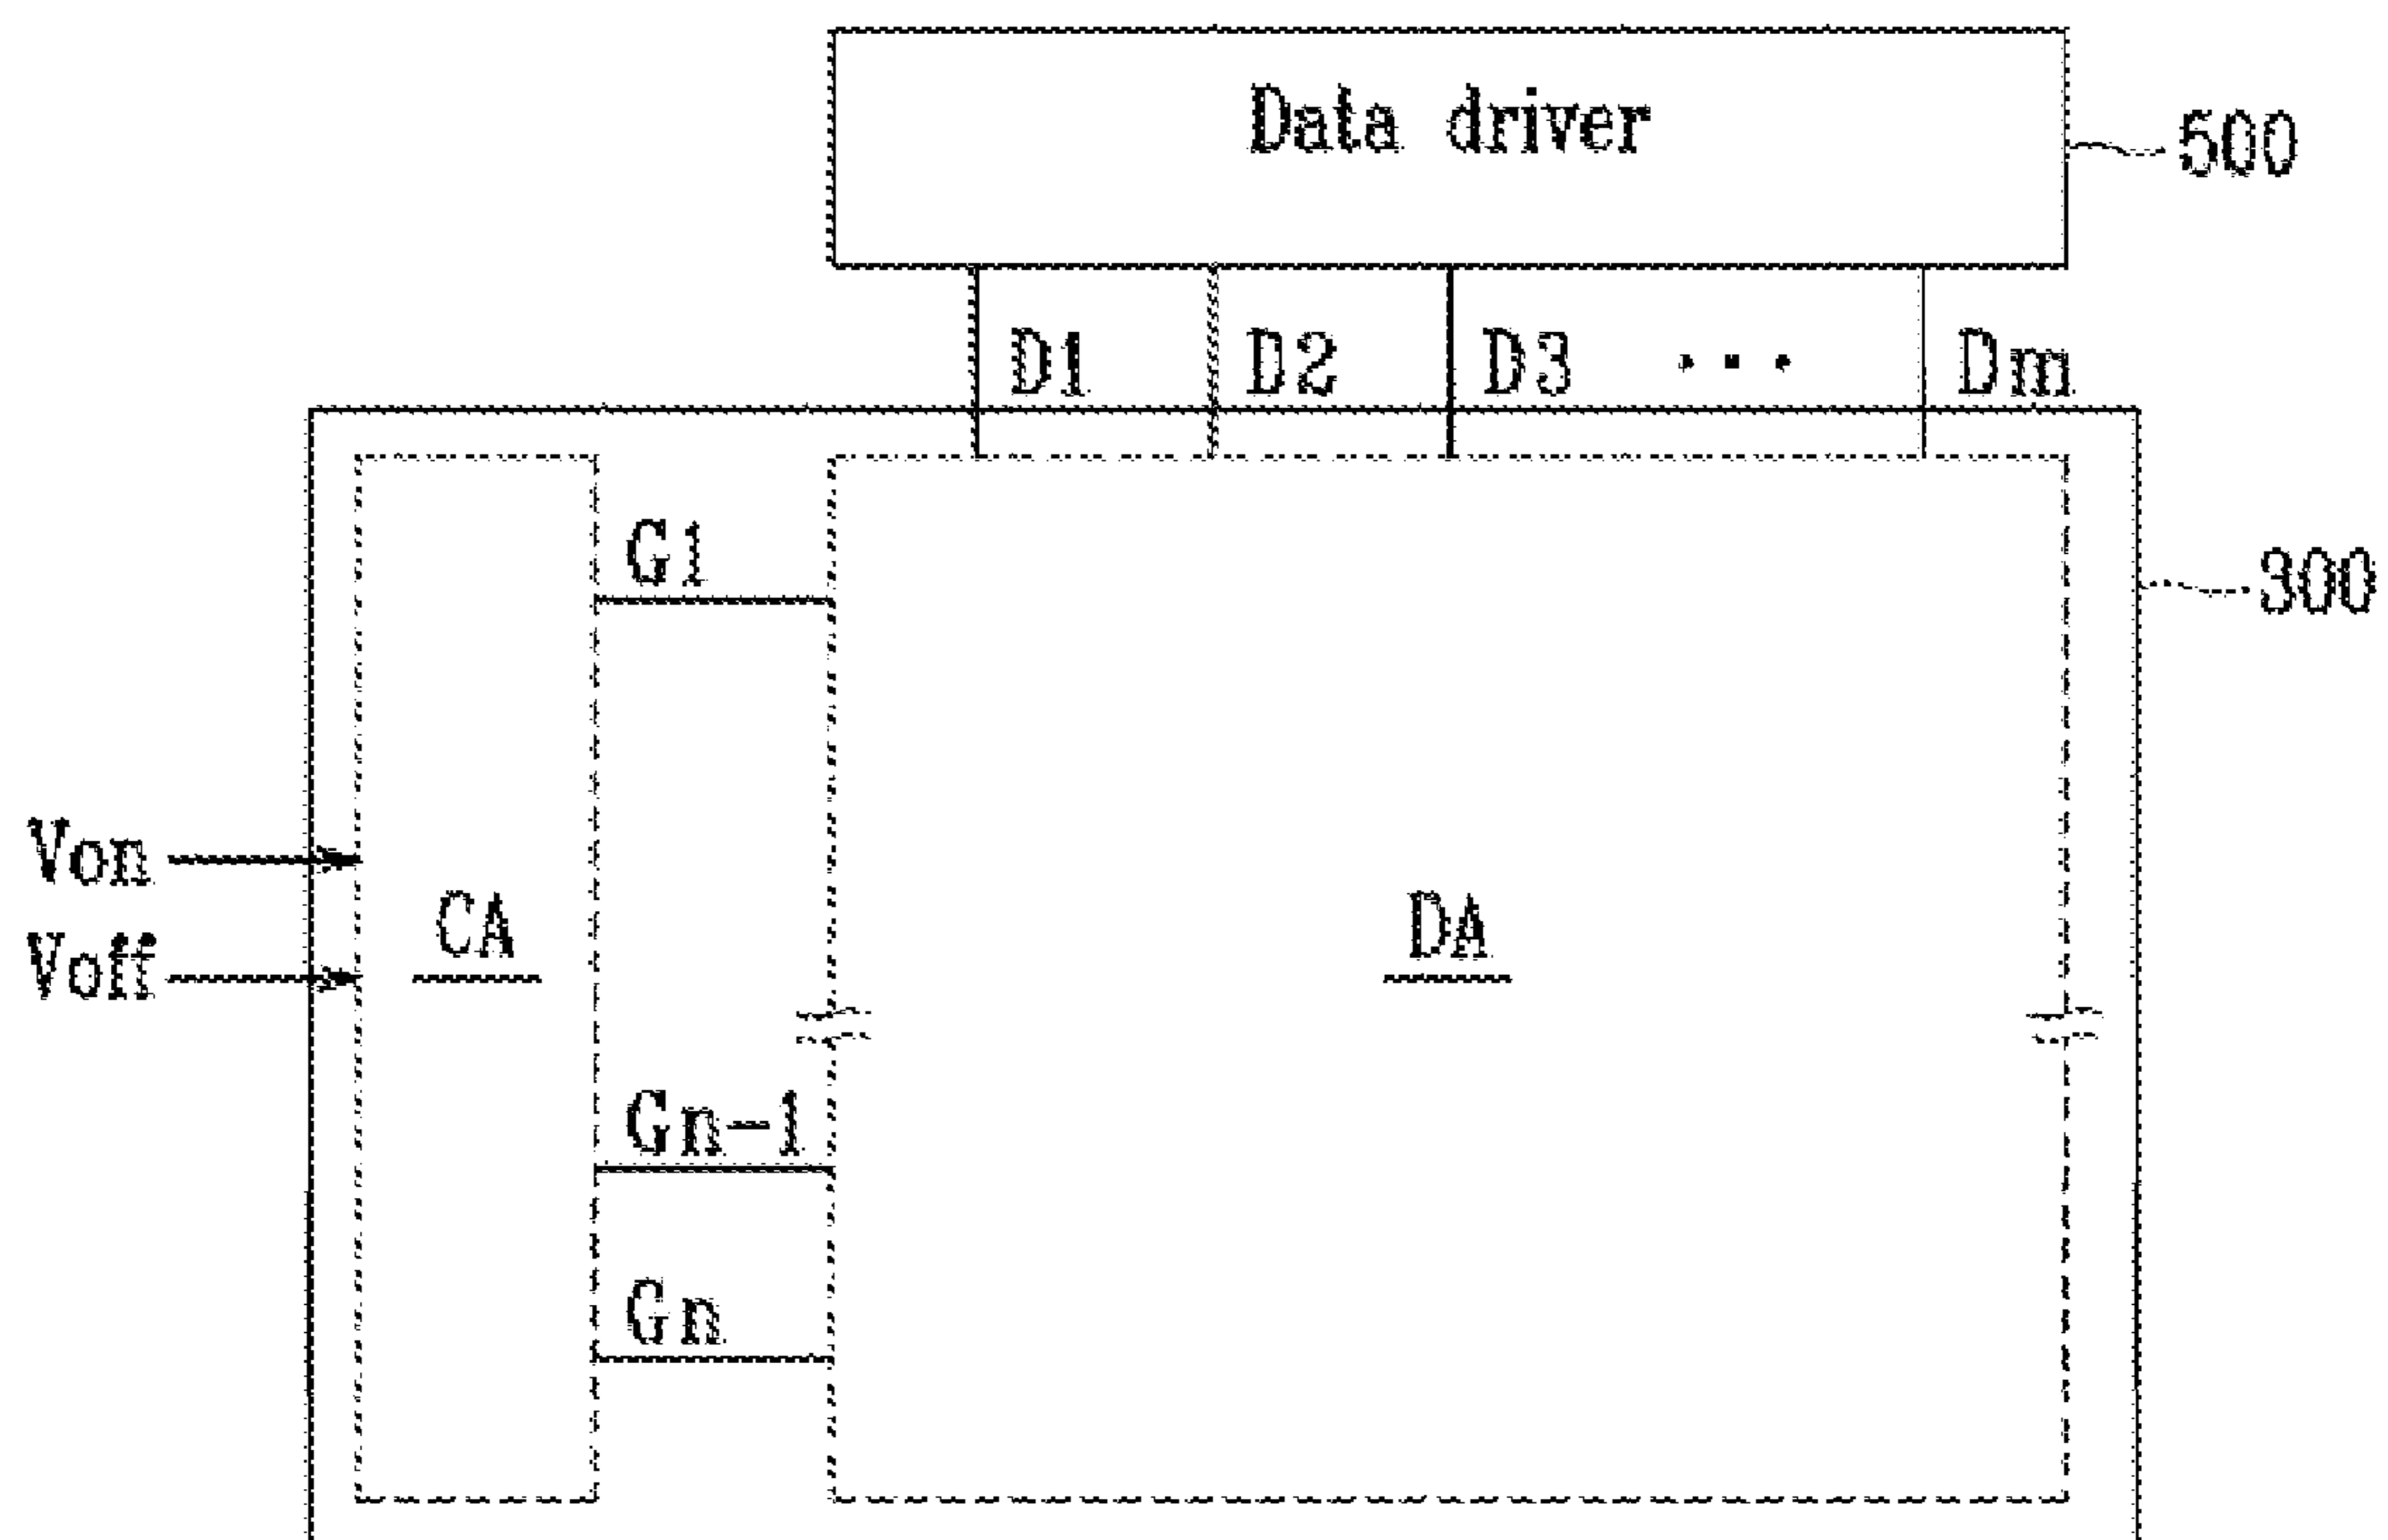 Data driver
500
D1 D2 D3 ... Dm
G1
300
Von
CA
DA
Voff
Gn-1
Gn